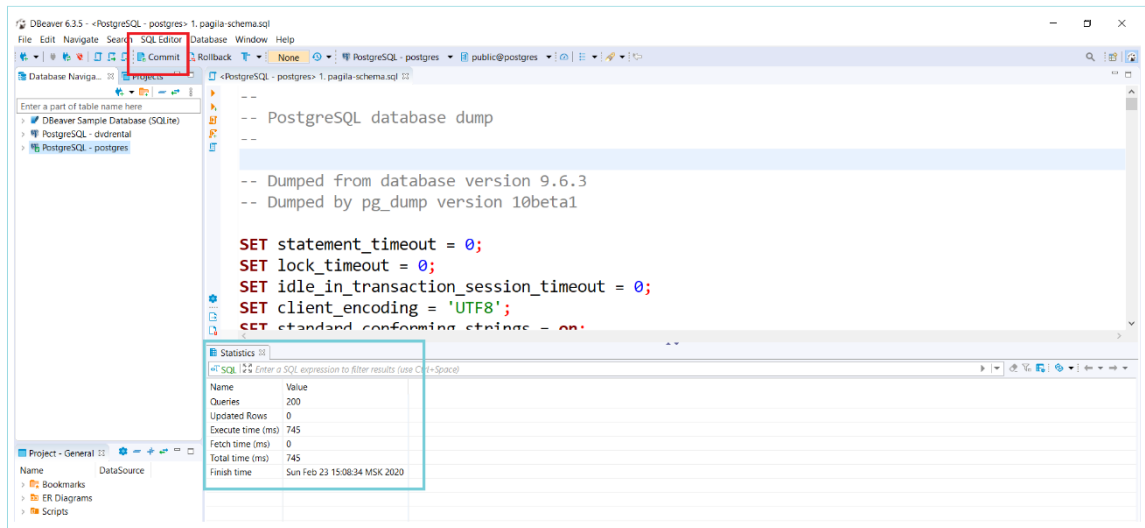 DBeaver 6.3.5 - <PostgreSQL - postgres> 1. pagila-schema.sql
File Edit Navigate Search SQL Editor Database Window Help
Commit Rollback None PostgreSQL - postgres public@postgres
Database Naviga... Projects <PostgreSQL - postgres> 1. pagila-schema.sql
Enter a part of table name here
DBeaver Sample Database (SQLite)
PostgreSQL - dvdrental
PostgreSQL - postgres
--
-- PostgreSQL database dump
--
-- Dumped from database version 9.6.3
-- Dumped by pg_dump version 10beta1
SET statement_timeout = 0;
SET lock_timeout = 0;
SET idle_in_transaction_session_timeout = 0;
SET client_encoding = 'UTF8';
SET standard_conforming_strings = on;
Statistics
SQL Enter a SQL expression to filter results (use Ctrl+Space)
Name Value
Queries 200
Updated Rows 0
Execute time (ms) 745
Fetch time (ms) 0
Total time (ms) 745
Finish time Sun Feb 23 15:08:34 MSK 2020
Project - General
Name DataSource
Bookmarks
ER Diagrams
Scripts